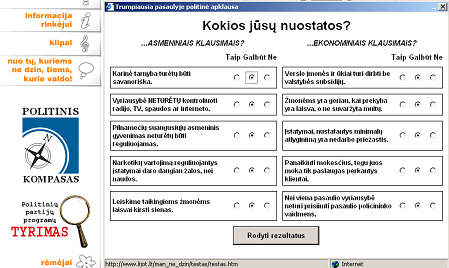 Trumpiausia pasaulyje politinė apklausa
informacija
rinkėjui
klipai
nuo tų, kuriems
ne dzin, tiems,
kurie valdo!
POLITINIS
KOMPASAS
Politinių
partijų
programų
TYRIMAS
rėmėjai
Kokios jūsų nuostatos?
...ASMENINIAIS KLAUSIMAIS?
...EKONOMINIAIS KLAUSIMAIS?
Taip Galbūt Ne
Taip Galbūt Ne
Karinė tarnyba turėtų būti
savanoriška.
Verslo įmonės ir ūkiai turi dirbti be
valstybės subsidijų.
Vyriausybė NETURĖTŲ kontroliuoti
radijo, TV, spaudos ar interneto.
Žmonėms yra geriau, kai prekyba
yra laisva, o ne suvaržyta muitų.
Pilnamečių suaugusiųjų asmeninis
gyvenimas neturėtų būti
reguliuojamas.
Įstatymai, nustatantys minimalų
atlyginimą yra nedarbo priežastis.
Narkotikų vartojimą reguliuojantys
įstatymai daro daugiau žalos, nei
naudos.
Panaikinti mokesčius, tegu juos
moka tik paslaugas perkantys
klientai.
Leiskime taikingiems žmonėms
laisvai kirsti sienas.
Nei viena pasaulio vyriausybė
neturi prisiimti pasaulio policininko
vaidmens.
Rodyti rezultatus
http://www.lijot.lt/man_ne_dzin/testas/testas.htm
Internet